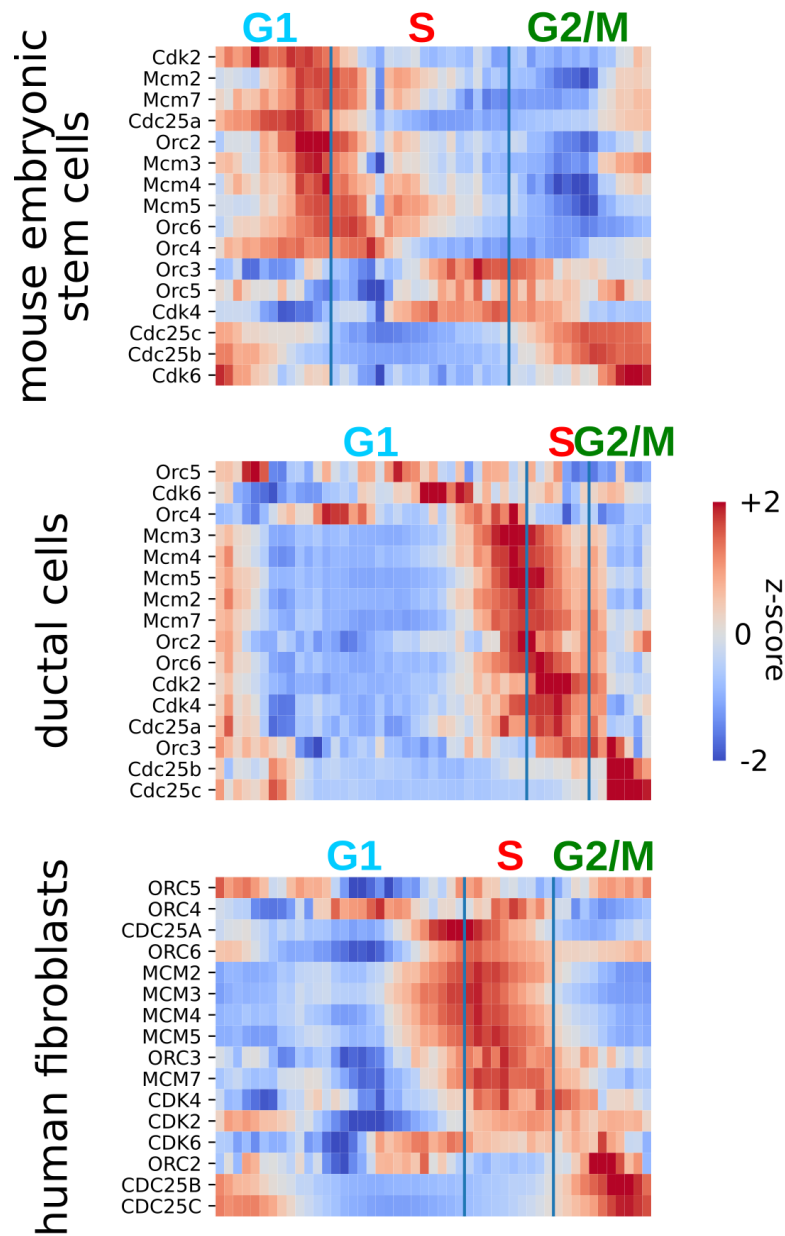 mouse embryonic
stem cells
G1 S G2/M
Cdk2
Mcm2
Mcm7
Cdc25a
Orc2
Mcm3
Mcm4
Mcm5
Orc6
Orc4
Orc3
Orc5
Cdk4
Cdc25c
Cdc25b
Cdk6
ductal cells
G1 S G2/M
Orc5
Cdk6
Orc4
Mcm3
Mcm4
Mcm5
Mcm2
Mcm7
Orc2
Orc6
Cdk2
Cdk4
Cdc25a
Orc3
Cdc25b
Cdc25c
+2
0
-2
z-score
human fibroblasts
G1 S G2/M
ORC5
ORC4
CDC25A
ORC6
MCM2
MCM3
MCM4
MCM5
ORC3
MCM7
CDK4
CDK2
CDK6
ORC2
CDC25B
CDC25C